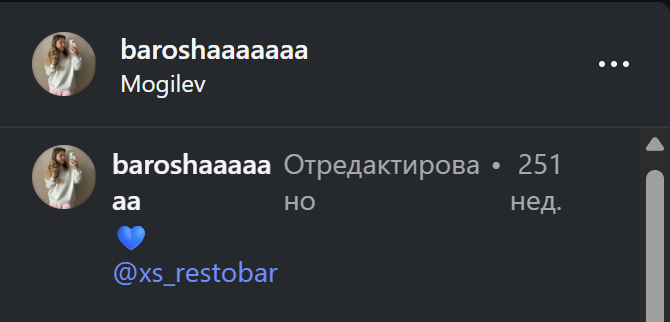 baroshaaaaaaa
Mogilev
baroshaaaaa Отредактирова • 251
aa но нед.
💙
@xs_restobar